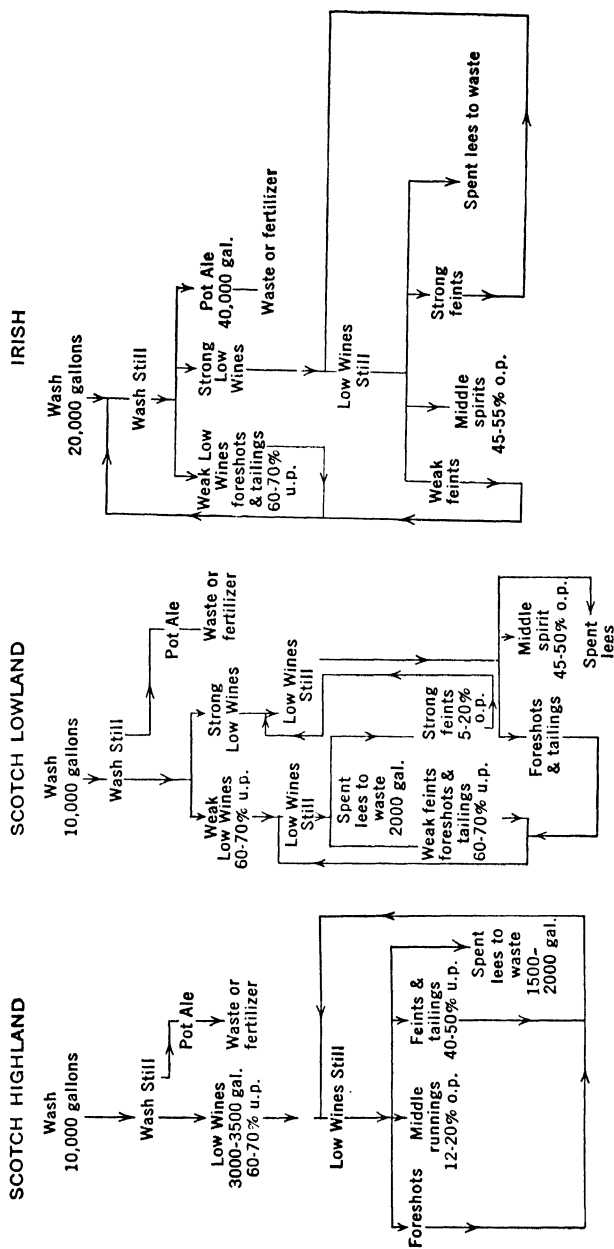 SCOTCH HIGHLAND
Wash
10,000 gallons
Wash Still
Pot Ale
Waste or
fertilizer
Low Wines
3000-3500 gal.
60-70% u.p.
Low Wines Still
Foreshots
Middle
runnings
12-20% o.p.
Feints &
tailings
40-50% u.p.
Spent
lees to
waste
1500-
2000 gal.
SCOTCH LOWLAND
Wash
10,000 gallons
Wash Still
Pot Ale
Waste or
fertilizer
Weak
Low Wines
60-70% u.p.
Strong
Low Wines
Low Wines
Still
Low Wines
Still
Spent
lees to
waste
2000 gal.
Weak feints
foreshots &
tailings
60-70% u.p.
Strong
feints
5-20%
o.p.
Foreshots
& tailings
Middle
spirit
45-50% o.p.
Spent
lees
IRISH
Wash
20,000 gallons
Wash Still
Weak Low
Wines
foreshots
& tailings
60-70%
u.p.
Strong
Low
Wines
Pot Ale
40,000 gal.
Waste or fertilizer
Low Wines
Still
Weak
feints
Middle
spirits
45-55% o.p.
Strong
feints
Spent lees to waste